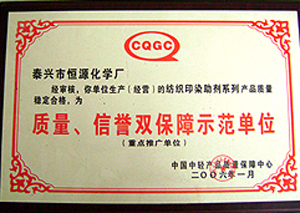 CQGC
泰兴市恒源化学厂
经审核，你单位生产（经营）的纺织印染助剂系列产品质量
稳定合格，为
质量、信誉双保障示范单位
（重点推广单位）
中国中轻产品质量保障中心
二〇〇六年一月